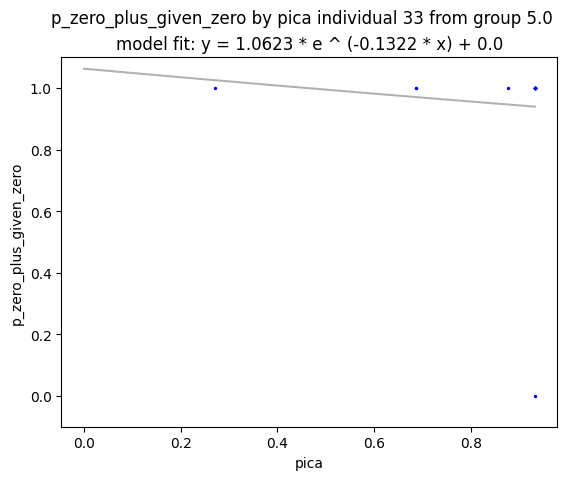 p_zero_plus_given_zero by pica individual 33 from group 5.0
model fit: y = 1.0623 * e ^ (-0.1322 * x) + 0.0
1.0
0.8
0.6
0.4
0.2
0.0
p_zero_plus_given_zero
0.0 0.2 0.4 0.6 0.8
pica